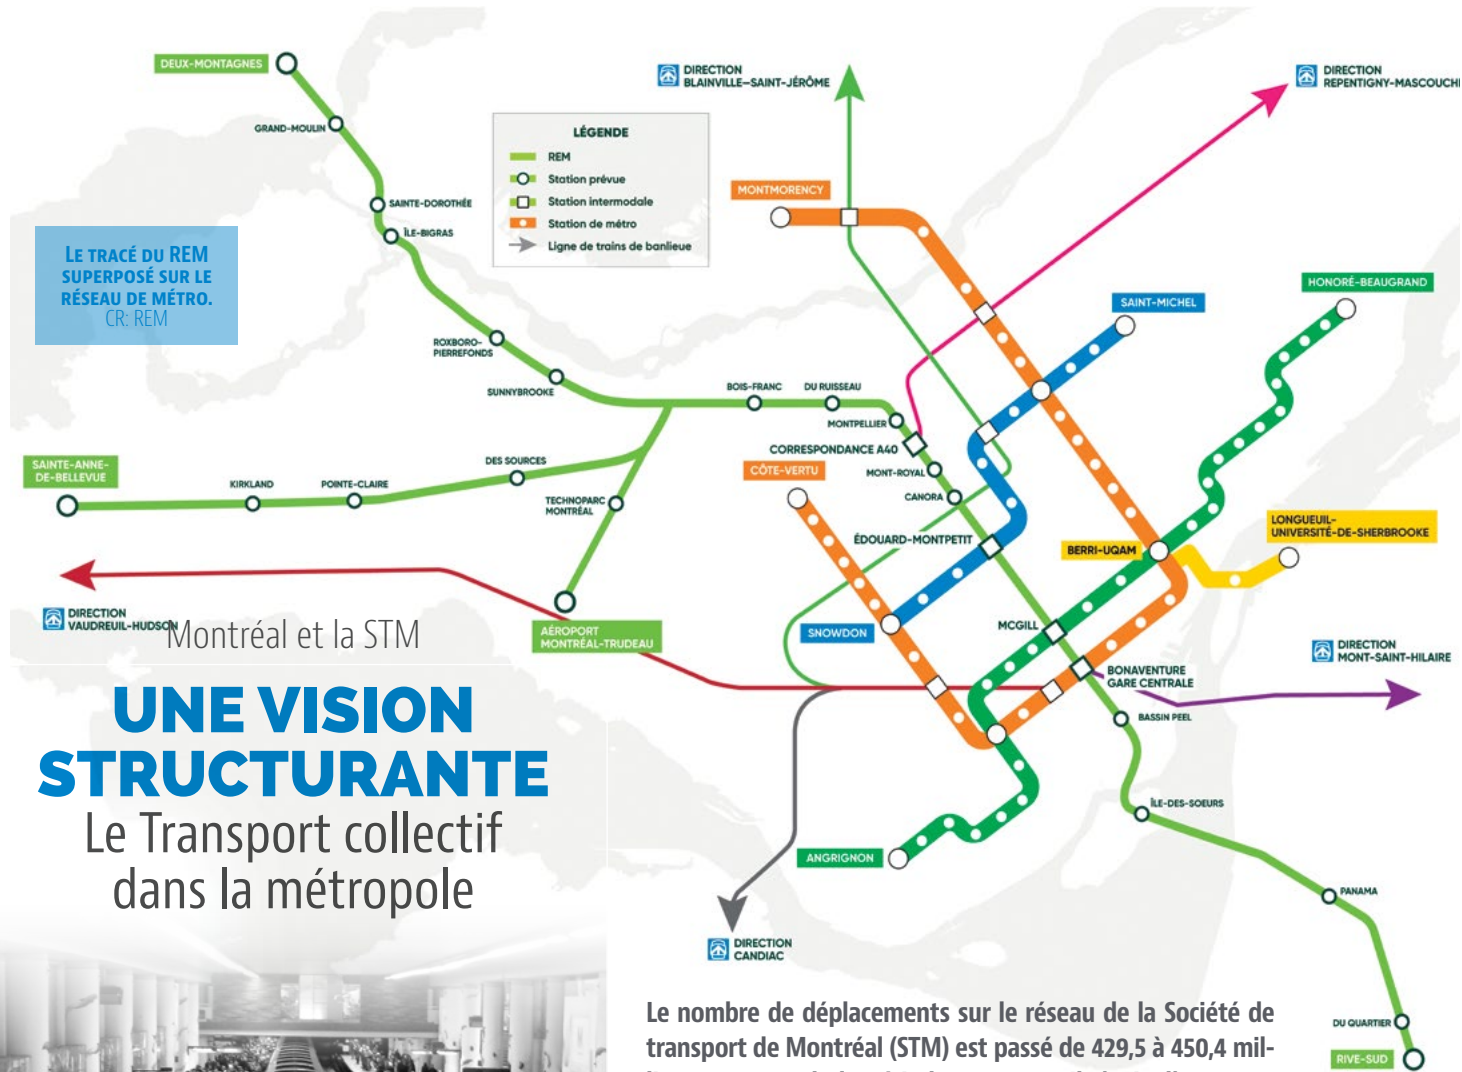 DEUX-MONTAGNES
GRAND-MOULIN
SAINTE-DOROTHÉE
ÎLE-BIGRAS
LE TRACÉ DU REM
SUPERPOSÉ SUR LE
RÉSEAU DE MÉTRO.
CR: REM
LÉGENDE
REM
Station prévue
Station intermodale
Station de métro
Ligne de trains de banlieue
DIRECTION
BLAINVILLE–SAINT-JÉRÔME
DIRECTION
REPENTIGNY-MASCOUCHE
MONTMORENCY
SAINT-MICHEL
HONORÉ-BEAUGRAND
ROXBORO-
PIERREFONDS
SUNNYBROOKE
BOIS-FRANC
DU RUISSEAU
MONTPELLIER
CORRESPONDANCE A40
MONT-ROYAL
CANORA
CÔTE-VERTU
SAINTE-ANNE-
DE-BELLEVUE
KIRKLAND
POINTE-CLAIRE
DES SOURCES
TECHNOPARC
MONTRÉAL
ÉDOUARD-MONTPETIT
BERRI-UQAM
LONGUEUIL-
UNIVERSITÉ-DE-SHERBROOKE
DIRECTION
VAUDREUIL-HUDSON
AÉROPORT
MONTRÉAL-TRUDEAU
SNOWDON
MCGILL
BONAVENTURE
GARE CENTRALE
DIRECTION
MONT-SAINT-HILAIRE
BASSIN PEEL
ÎLE-DES-SOEURS
ANGRIGNON
PANAMA
DIRECTION
CANDIAC
DU QUARTIER
RIVE-SUD
Montréal et la STM
UNE VISION
STRUCTURANTE
Le Transport collectif
dans la métropole
Le nombre de déplacements sur le réseau de la Société de
transport de Montréal (STM) est passé de 429,5 à 450,4 mil-